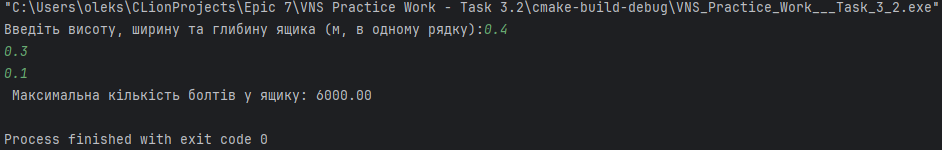 "C:\Users\oleks\CLionProjects\Epic 7\VNS Practice Work - Task 3.2\cmake-build-debug\VNS_Practice_Work___Task_3_2.exe"
Введіть висоту, ширину та глибину ящика (м, в одному рядку):0.4
0.3
0.1
Максимальна кількість болтів у ящику: 6000.00
Process finished with exit code 0